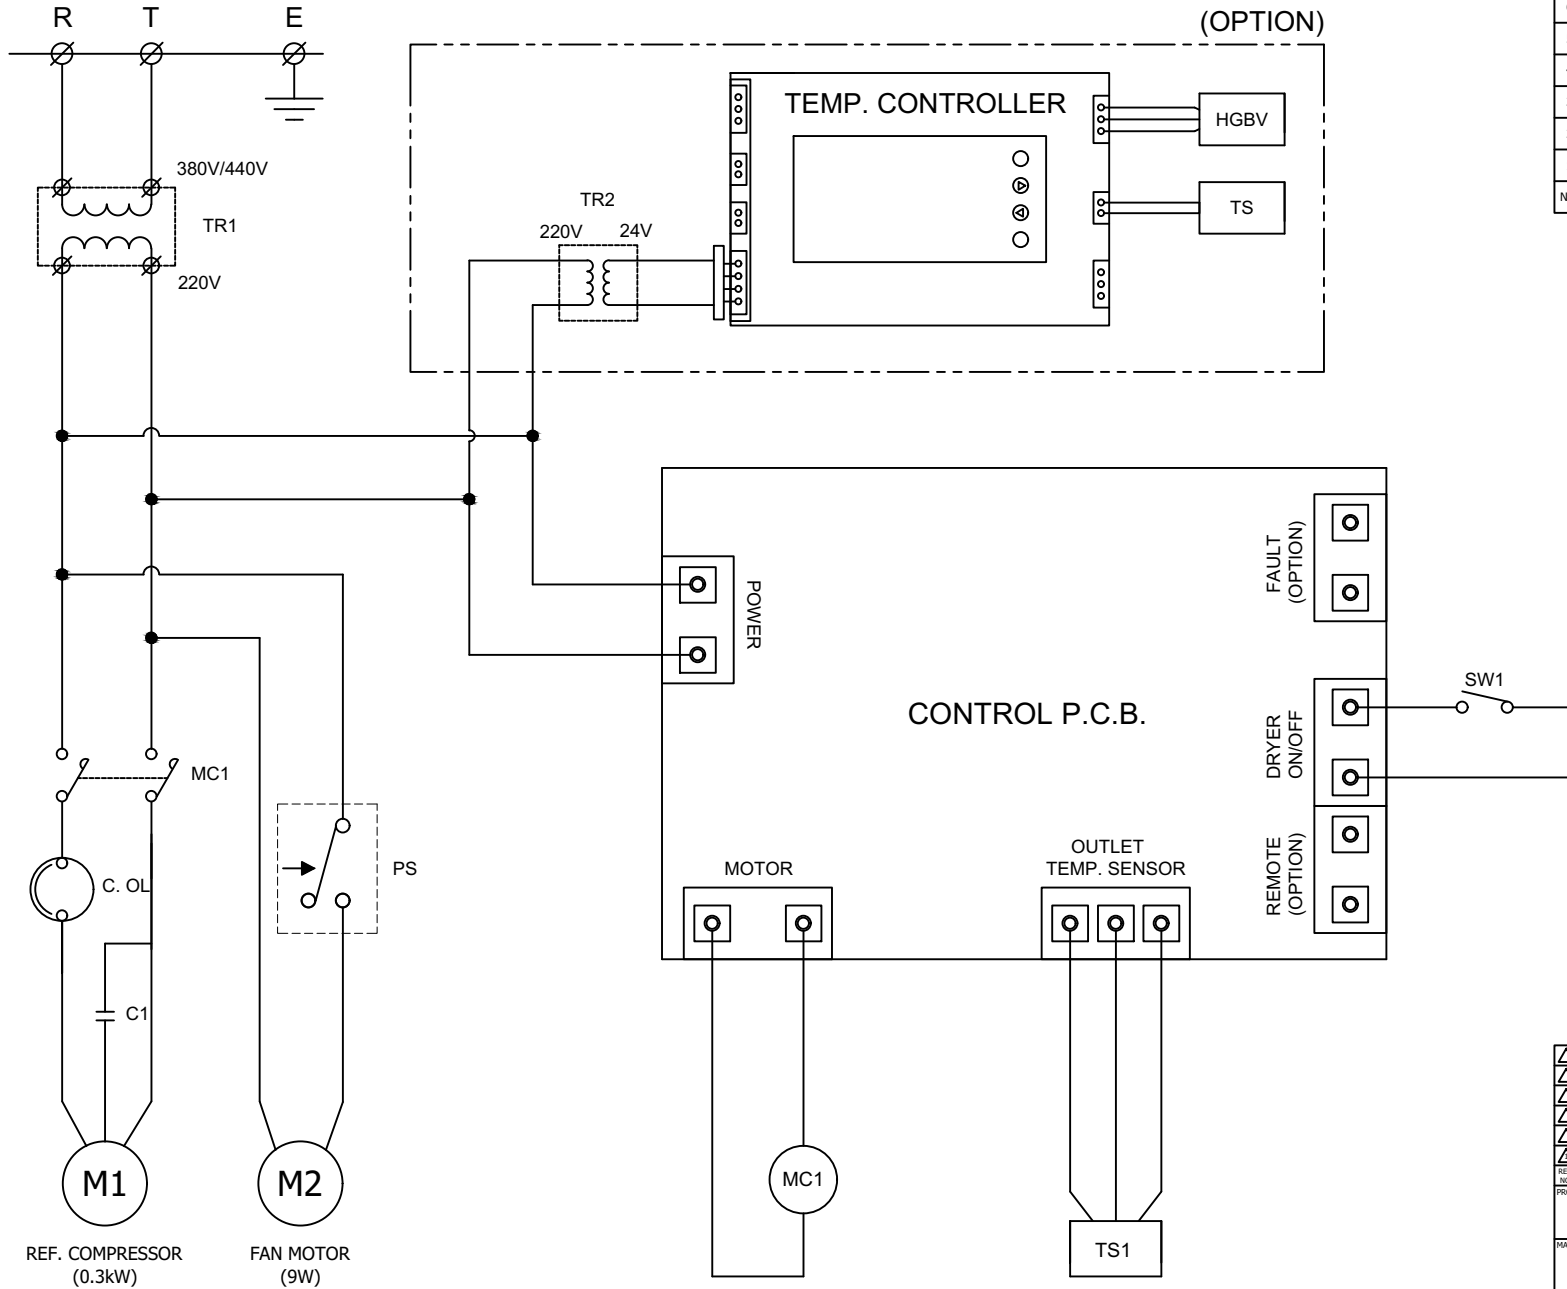 R T E
(OPTION)
TEMP. CONTROLLER
HGBV
380V/440V
TR1
TR2
TS
220V 24V
220V
FAULT
(OPTION)
POWER
CONTROL P.C.B.
SW1
DRYER
ON/OFF
MC1
REMOTE
(OPTION)
OUTLET
TEMP. SENSOR
MOTOR
PS
C. OL
C1
M1
M2
MC1
TS1
REF. COMPRESSOR
(0.3kW)
FAN MOTOR
(9W)